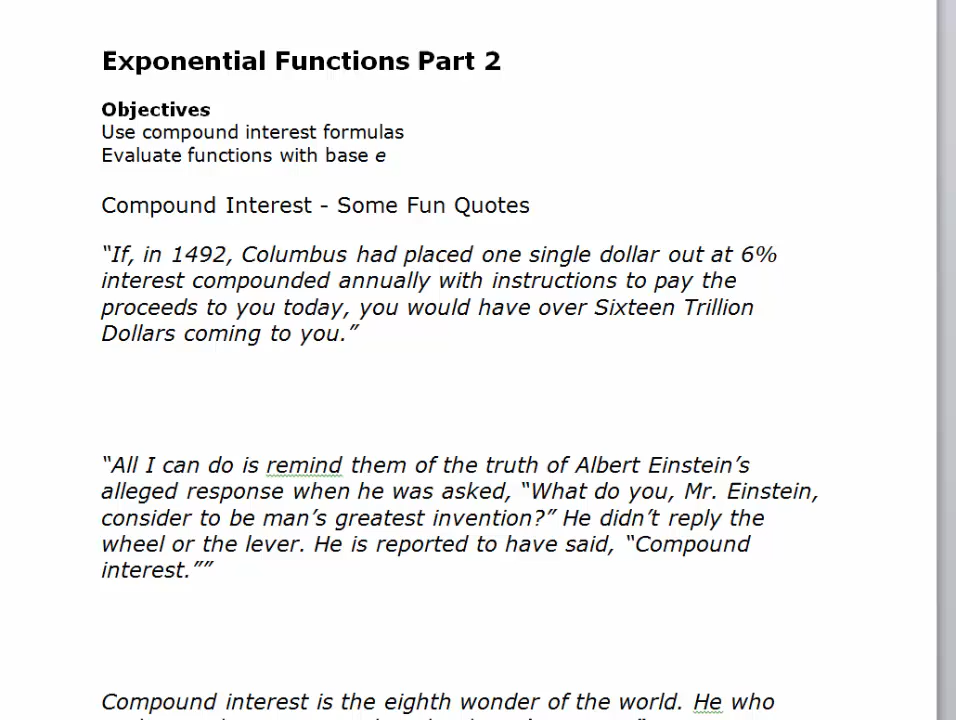 Exponential Functions Part 2
Objectives
Use compound interest formulas
Evaluate functions with base e
Compound Interest - Some Fun Quotes
“If, in 1492, Columbus had placed one single dollar out at 6%
interest compounded annually with instructions to pay the
proceeds to you today, you would have over Sixteen Trillion
Dollars coming to you.”
“All I can do is remind them of the truth of Albert Einstein’s
alleged response when he was asked, “What do you, Mr. Einstein,
consider to be man’s greatest invention?” He didn’t reply the
wheel or the lever. He is reported to have said, “Compound
interest.””
Compound interest is the eighth wonder of the world. He who